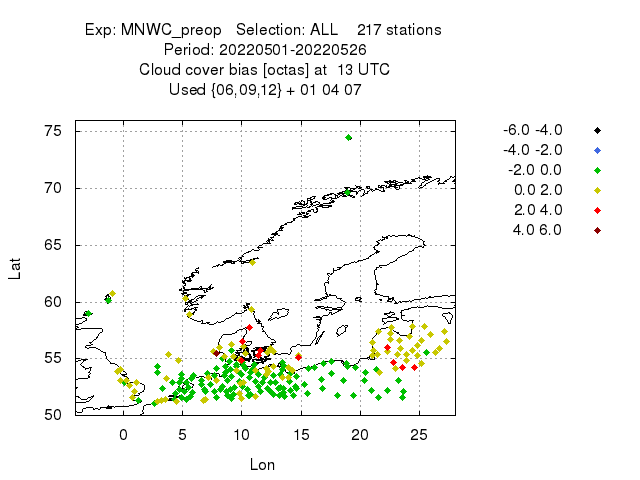 Exp: MNWC_preop   Selection: ALL    217 stations
Period: 20220501-20220526
Cloud cover bias [octas] at  13 UTC
Used {06,09,12} + 01 04 07
-6.0 -4.0
-4.0 -2.0
-2.0 0.0
0.0 2.0
2.0 4.0
4.0 6.0
75
70
65
60
55
50
Lat
0 5 10 15 20 25
Lon